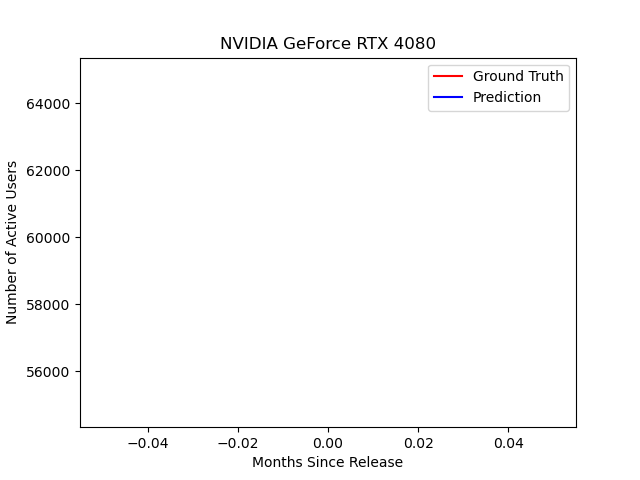 NVIDIA GeForce RTX 4080
Ground Truth
Prediction
64000
62000
60000
58000
56000
Number of Active Users
−0.04
−0.02
0.00
0.02
0.04
Months Since Release